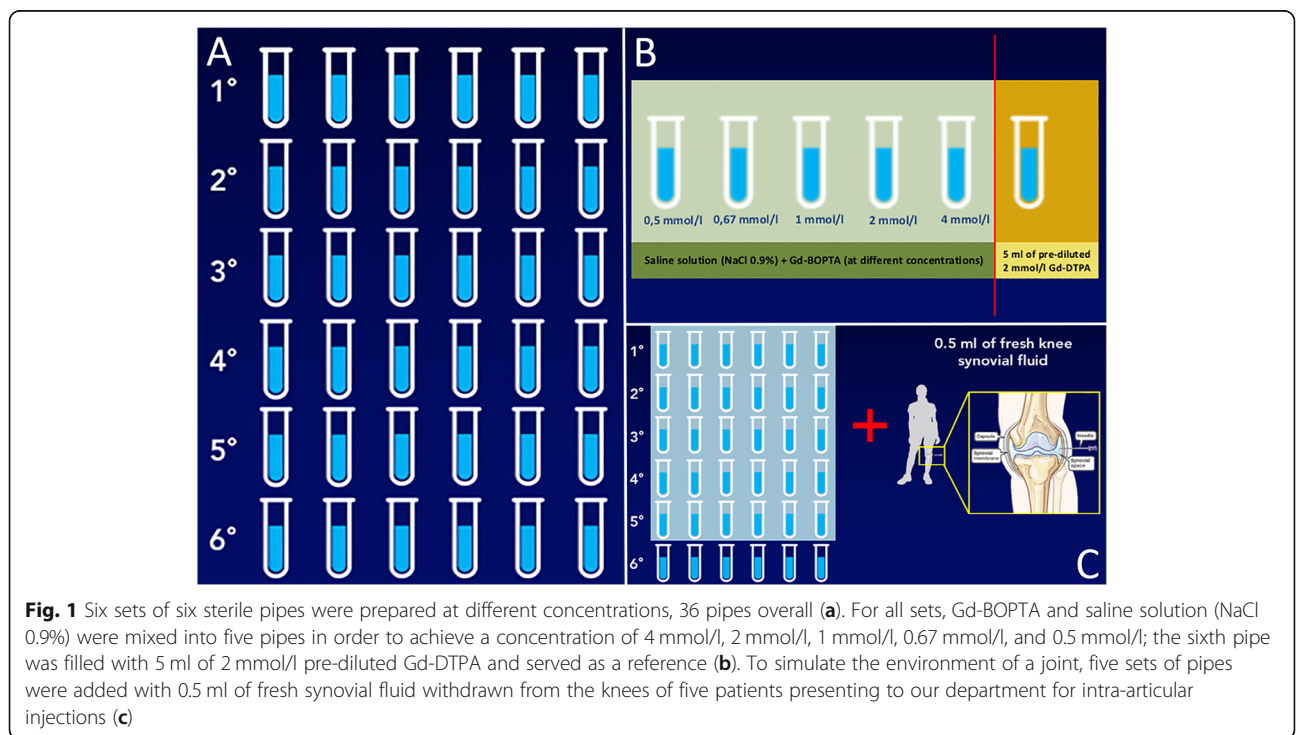 A
1°
2°
3°
4°
5°
6°
B
0,5 mmol/l 0,67 mmol/l 1 mmol/l 2 mmol/l 4 mmol/l
Saline solution (NaCl 0.9%) + Gd-BOPTA (at different concentrations)
5 ml of pre-diluted
2 mmol/l Gd-DTPA
1°
2°
3°
4°
5°
6°
0.5 ml of fresh knee
synovial fluid
Capsule
Synovial
membrane
Needle
Synovial
space
C
Fig. 1 Six sets of six sterile pipes were prepared at different concentrations, 36 pipes overall (a). For all sets, Gd-BOPTA and saline solution (NaCl
0.9%) were mixed into five pipes in order to achieve a concentration of 4 mmol/l, 2 mmol/l, 1 mmol/l, 0.67 mmol/l, and 0.5 mmol/l; the sixth pipe
was filled with 5 ml of 2 mmol/l pre-diluted Gd-DTPA and served as a reference (b). To simulate the environment of a joint, five sets of pipes
were added with 0.5 ml of fresh synovial fluid withdrawn from the knees of five patients presenting to our department for intra-articular
injections (c)